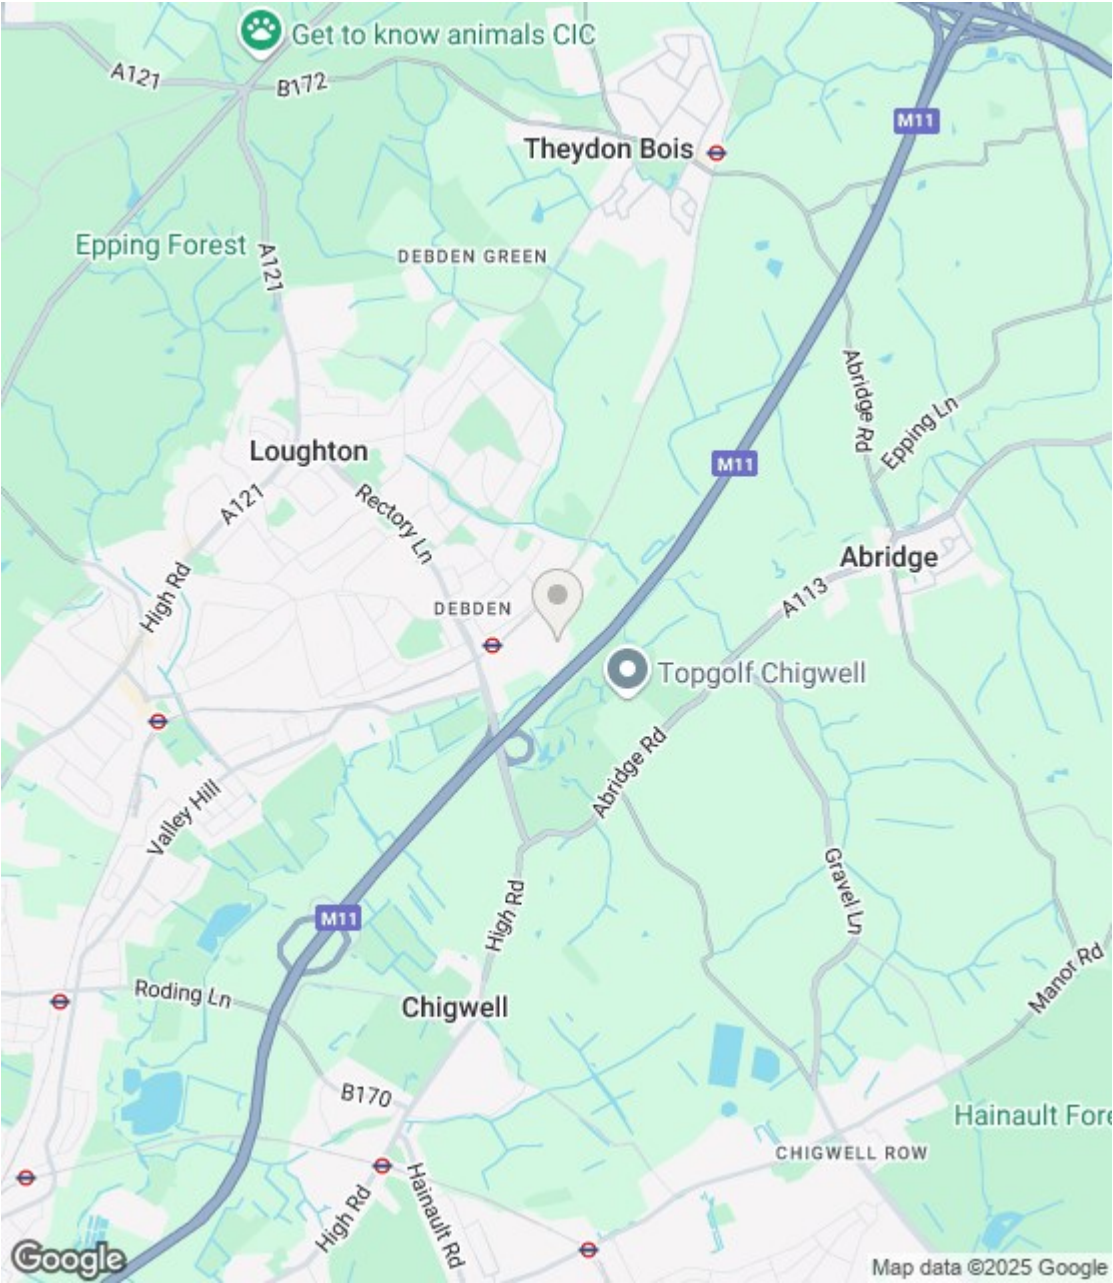 Get to know animals CIC
A121
B172
M11
Theydon Bois
Epping Forest
A121
DEBDEN GREEN
Abridge Rd
Epping Ln
Loughton
M11
A121
Rectory Ln
Abridge
High Rd
DEBDEN
A113
Topgolf Chigwell
Abridge Rd
Valley Hill
Gravel Ln
High Rd
M11
Manor Rd
Roding Ln
Chigwell
B170
Hainault Fore
CHIGWELL ROW
Hainault Rd
High Rd
Google
Map data ©2025 Google